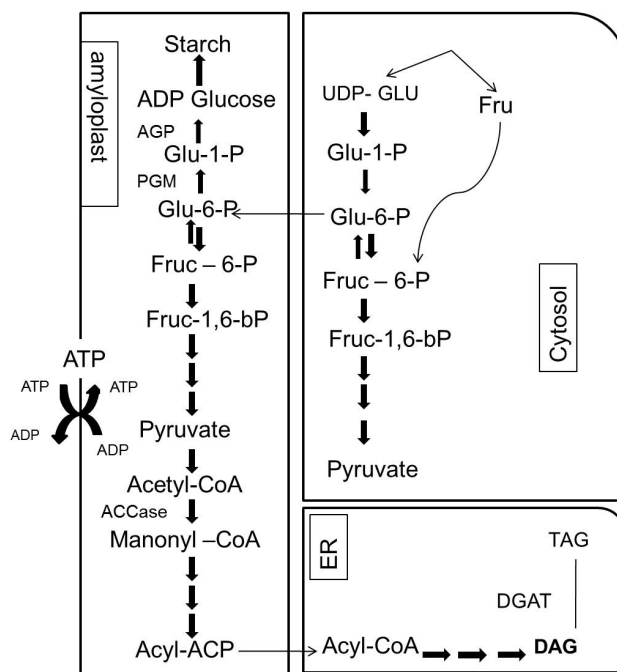 amyloplast
Starch
ADP Glucose
AGP
Glu-1-P
PGM
Glu-6-P
Fruc – 6-P
Fruc-1,6-bP
ATP
ATP
ATP
ADP
ADP
Pyruvate
Acetyl-CoA
ACCase
Manonyl –CoA
Acyl-ACP
UDP- GLU
Fru
Glu-1-P
Glu-6-P
Fruc – 6-P
Fruc-1,6-bP
Pyruvate
Cytosol
ER
TAG
DGAT
Acyl-CoA
DAG